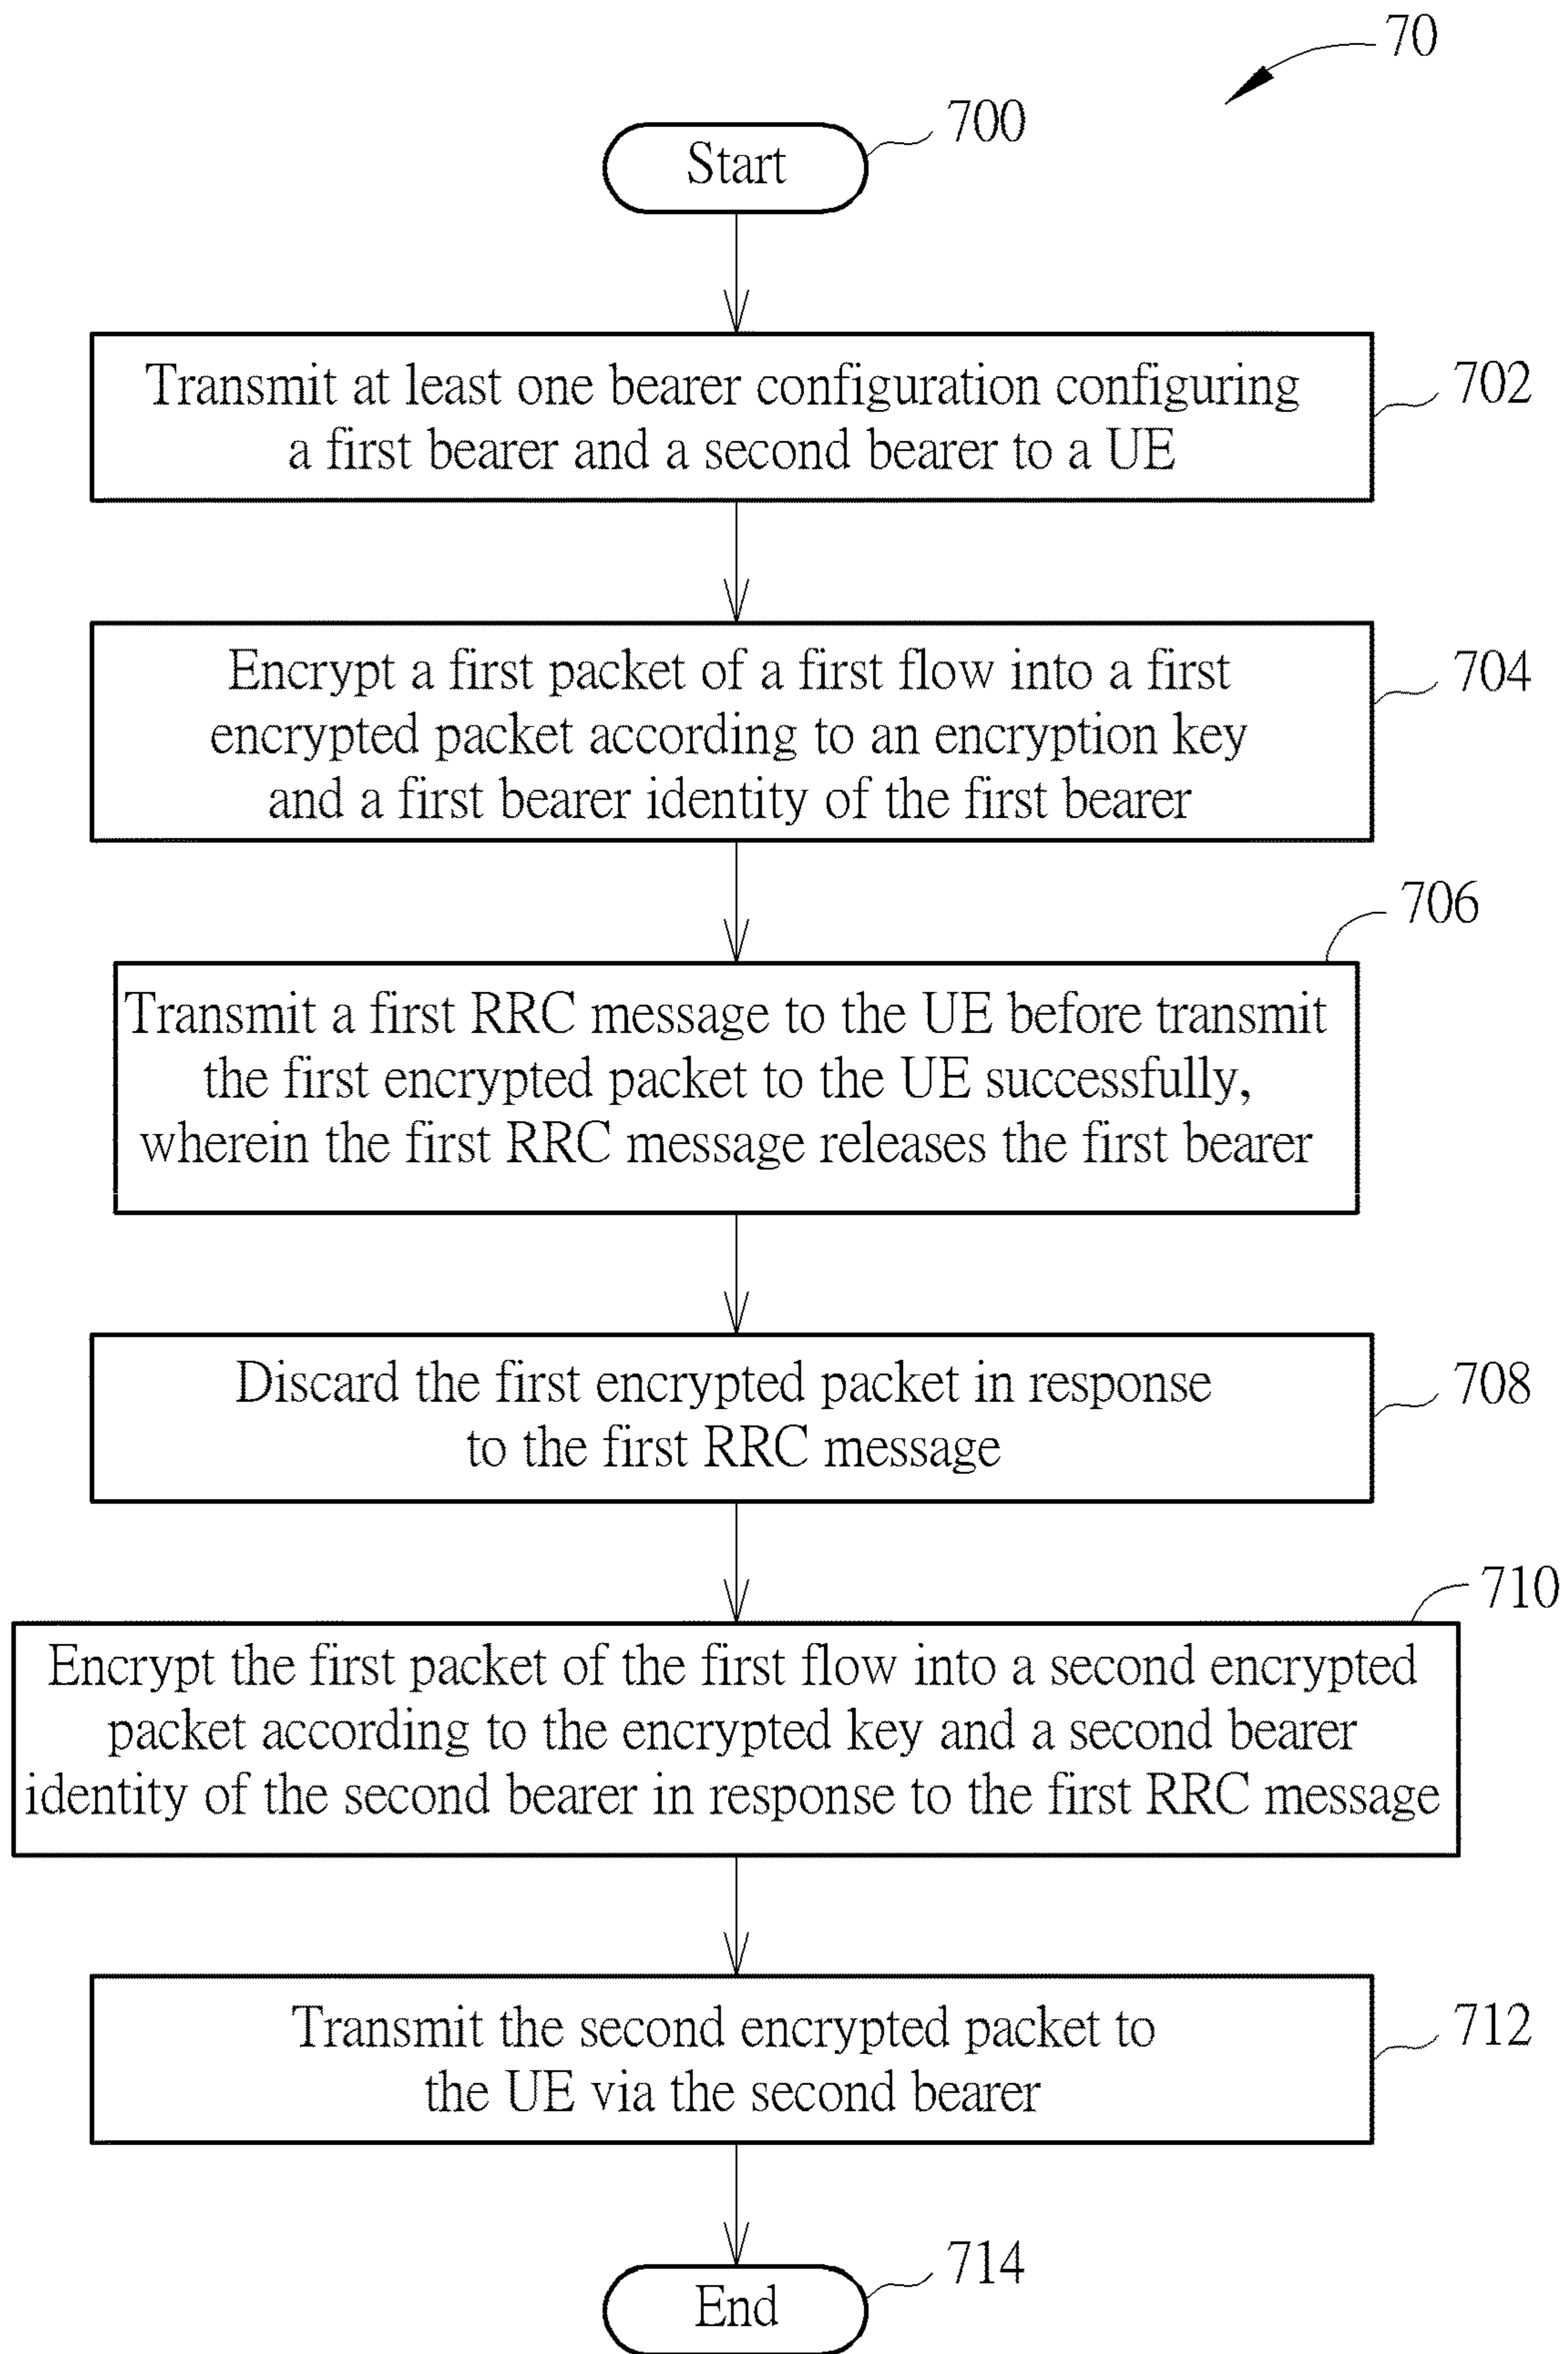 70
700
Start
Transmit at least one bearer configuration configuring
a first bearer and a second bearer to a UE
702
Encrypt a first packet of a first flow into a first
encrypted packet according to an encryption key
and a first bearer identity of the first bearer
704
706
Transmit a first RRC message to the UE before transmit
the first encrypted packet to the UE successfully,
wherein the first RRC message releases the first bearer
Discard the first encrypted packet in response
to the first RRC message
708
710
Encrypt the first packet of the first flow into a second encrypted
packet according to the encrypted key and a second bearer
identity of the second bearer in response to the first RRC message
Transmit the second encrypted packet to
the UE via the second bearer
712
714
End